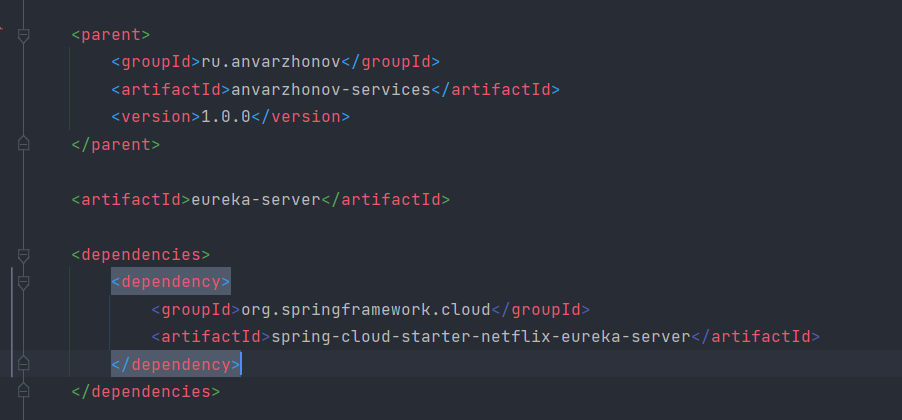 <parent>
<groupId>ru.anvarzhonov</groupId>
<artifactId>anvarzhonov-services</artifactId>
<version>1.0.0</version>
</parent>
<artifactId>eureka-server</artifactId>
<dependencies>
<dependency>
<groupId>org.springframework.cloud</groupId>
<artifactId>spring-cloud-starter-netflix-eureka-server</artifactId>
</dependency>
</dependencies>